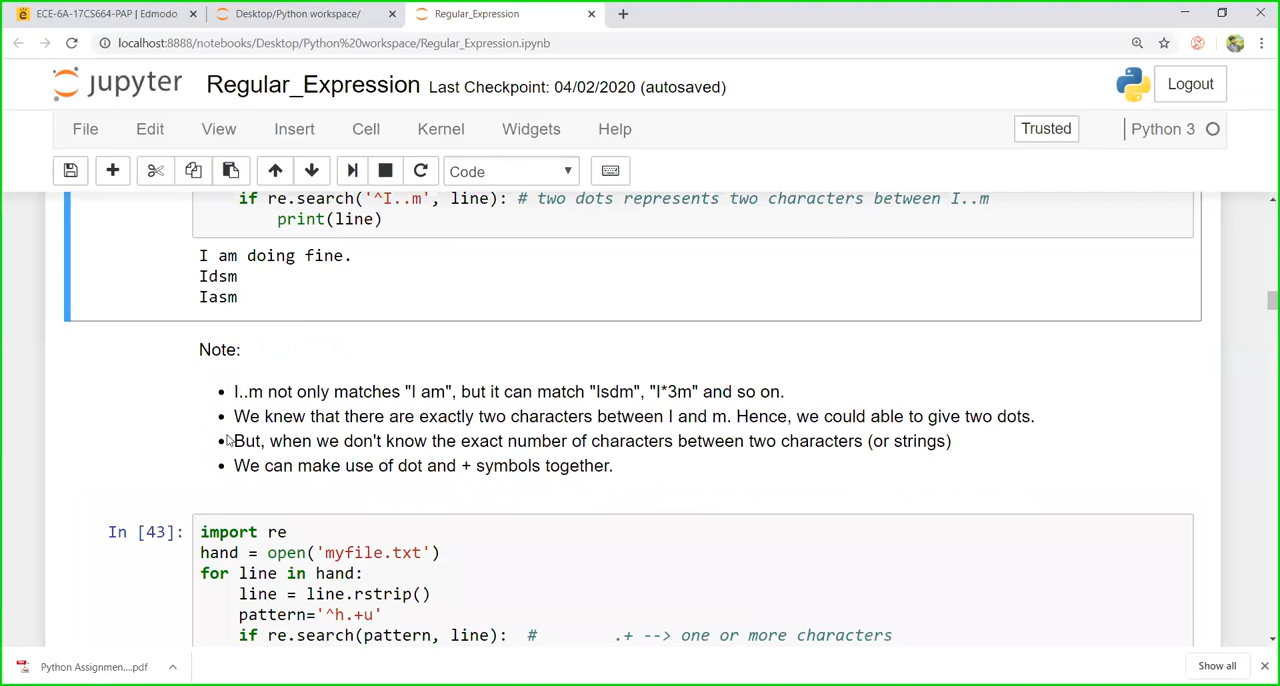 ECE-6A-17CS664-PAP | Edmodo
Desktop/Python workspace/
Regular_Expression
localhost:8888/notebooks/Desktop/Python%20workspace/Regular_Expression.ipynb
jupyter Regular_Expression Last Checkpoint: 04/02/2020 (autosaved)
Logout
File Edit View Insert Cell Kernel Widgets Help
Trusted
Python 3
Code
if re.search('^I..m', line): # two dots represents two characters between I..m
print(line)
I am doing fine.
Idsm
Iasm
Note:
• I..m not only matches "I am", but it can match "Isdm", "I*3m" and so on.
• We knew that there are exactly two characters between I and m. Hence, we could able to give two dots.
• But, when we don't know the exact number of characters between two characters (or strings)
• We can make use of dot and + symbols together.
In [43]:
import re
hand = open('myfile.txt')
for line in hand:
line = line.rstrip()
pattern='^h.+u'
if re.search(pattern, line): # .+ --> one or more characters
Python Assignmen....pdf
Show all